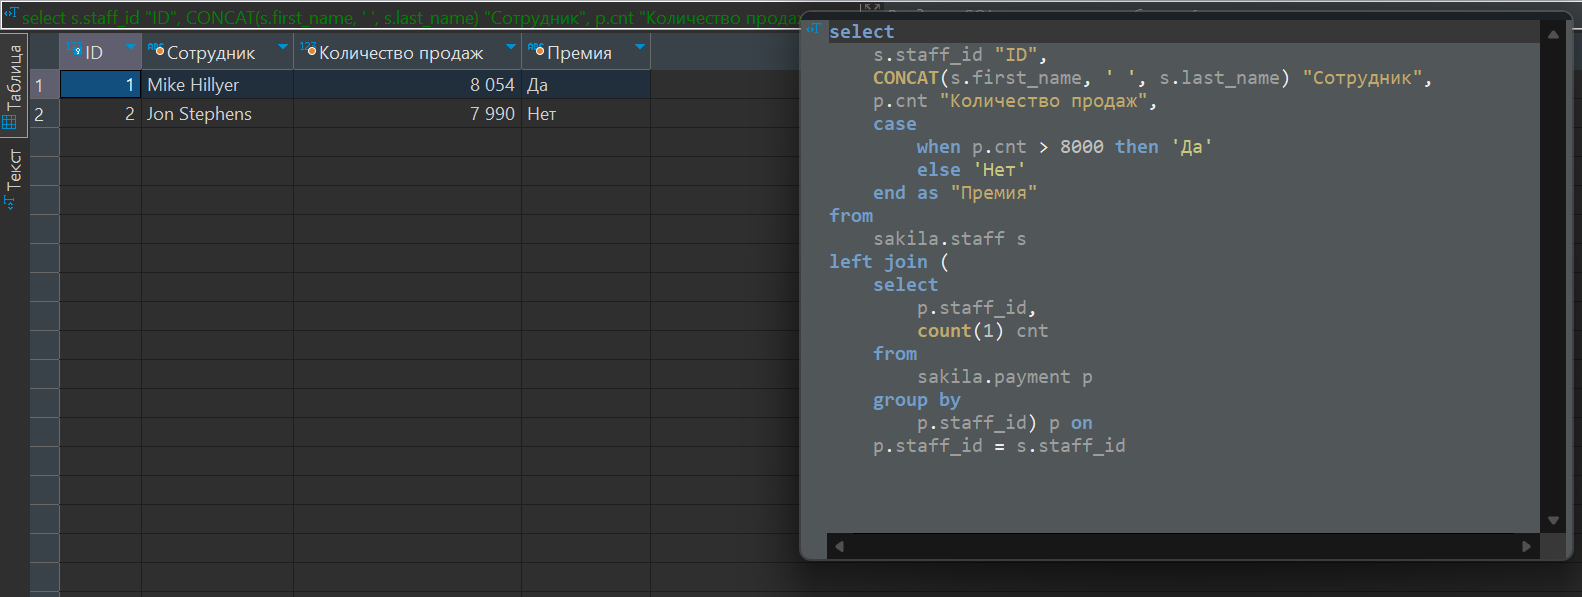 select s.staff_id "ID", CONCAT(s.first_name, ' ', s.last_name) "Сотрудник", p.cnt "Количество продаж
Таблица
Текст
ID Сотрудник Количество продаж Премия
1 1 Mike Hillyer 8 054 Да
2 2 Jon Stephens 7 990 Нет
select
s.staff_id "ID",
CONCAT(s.first_name, ' ', s.last_name) "Сотрудник",
p.cnt "Количество продаж",
case
when p.cnt > 8000 then 'Да'
else 'Нет'
end as "Премия"
from
sakila.staff s
left join (
select
p.staff_id,
count(1) cnt
from
sakila.payment p
group by
p.staff_id) p on
p.staff_id = s.staff_id